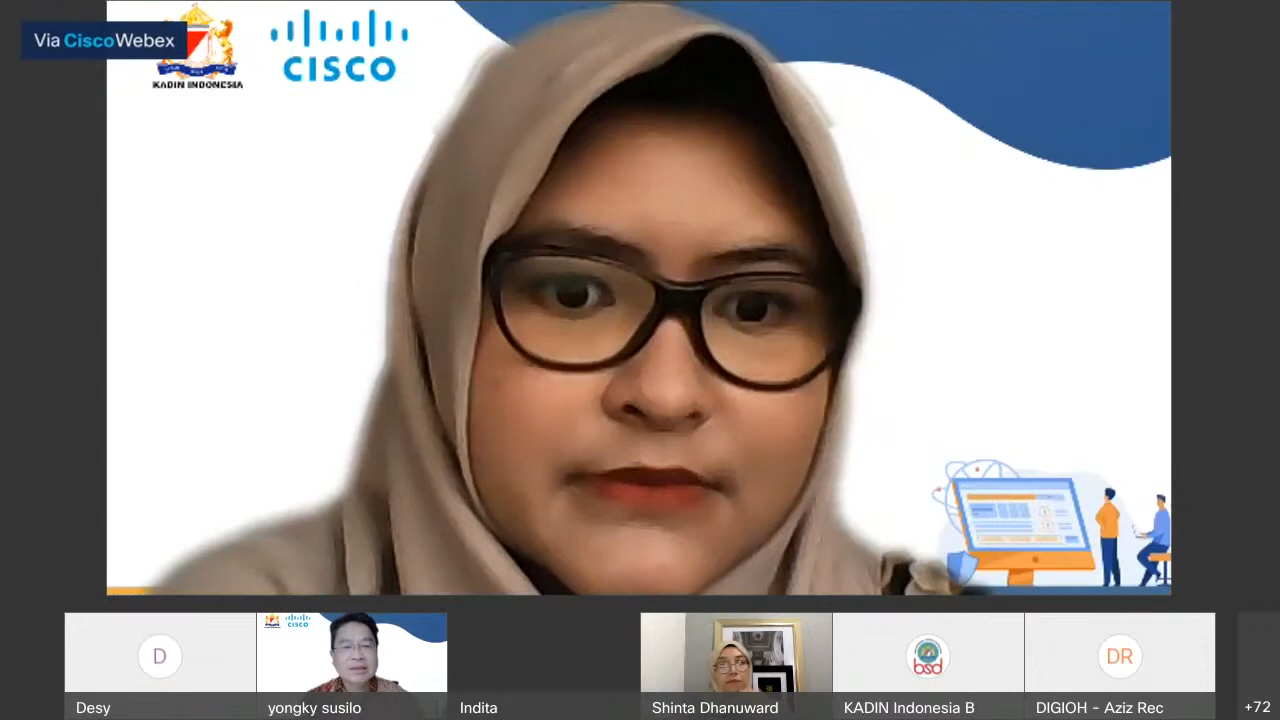 Via CiscoWebex
KADIN INDONESIA
CISCO
CISCO
D
bsd
DR
Desy
yongky susilo
Indita
Shinta Dhanuward
KADIN Indonesia B
DIGIOH - Aziz Rec
+72